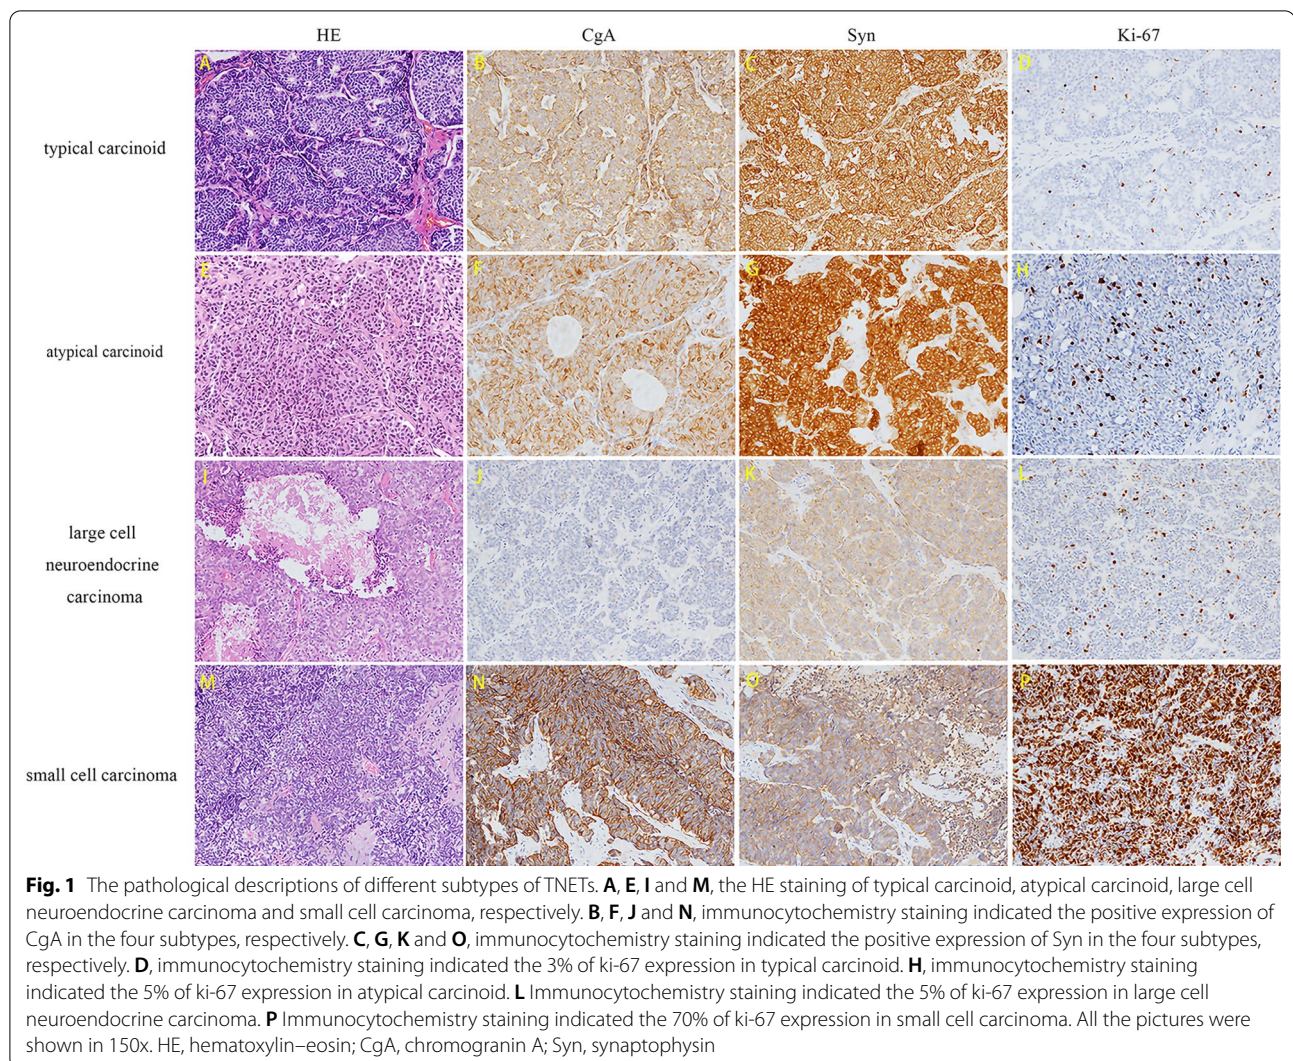 HE CgA Syn Ki-67
A B C D
typical carcinoid
E F G H
atypical carcinoid
I J K L
large cell
neuroendocrine
carcinoma
M N O P
small cell carcinoma
Fig. 1 The pathological descriptions of different subtypes of TNETs. A, E, I and M, the HE staining of typical carcinoid, atypical carcinoid, large cell
neuroendocrine carcinoma and small cell carcinoma, respectively. B, F, J and N, immunocytochemistry staining indicated the positive expression of
CgA in the four subtypes, respectively. C, G, K and O, immunocytochemistry staining indicated the positive expression of Syn in the four subtypes,
respectively. D, immunocytochemistry staining indicated the 3% of ki-67 expression in typical carcinoid. H, immunocytochemistry staining
indicated the 5% of ki-67 expression in atypical carcinoid. L Immunocytochemistry staining indicated the 5% of ki-67 expression in large cell
neuroendocrine carcinoma. P Immunocytochemistry staining indicated the 70% of ki-67 expression in small cell carcinoma. All the pictures were
shown in 150x. HE, hematoxylin–eosin; CgA, chromogranin A; Syn, synaptophysin